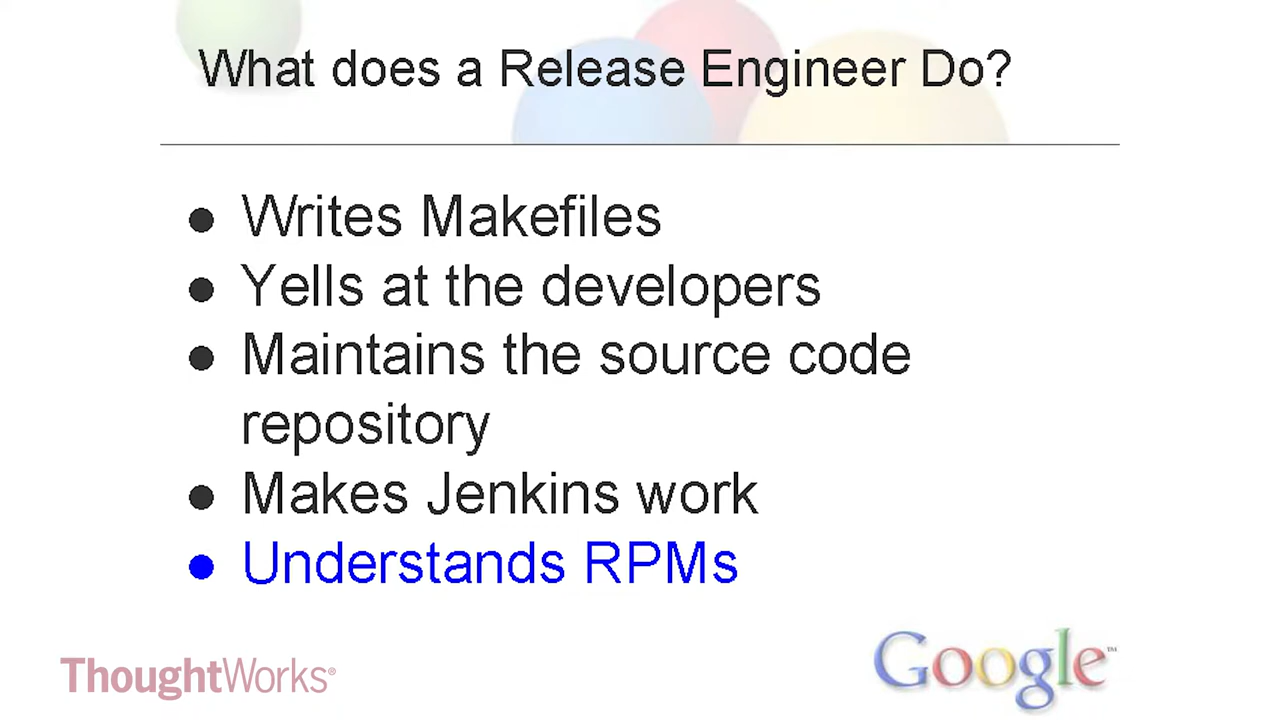 What does a Release Engineer Do?
● Writes Makefiles
● Yells at the developers
● Maintains the source code
repository
● Makes Jenkins work
● Understands RPMs
ThoughtWorks®
Google™